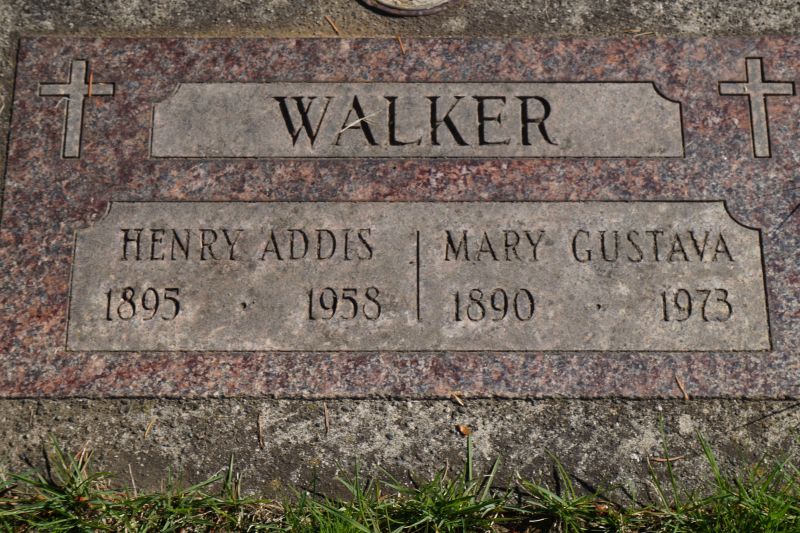 WALKER
HENRY ADDIS
1895 · 1958
MARY GUSTAVA
1890 · 1973